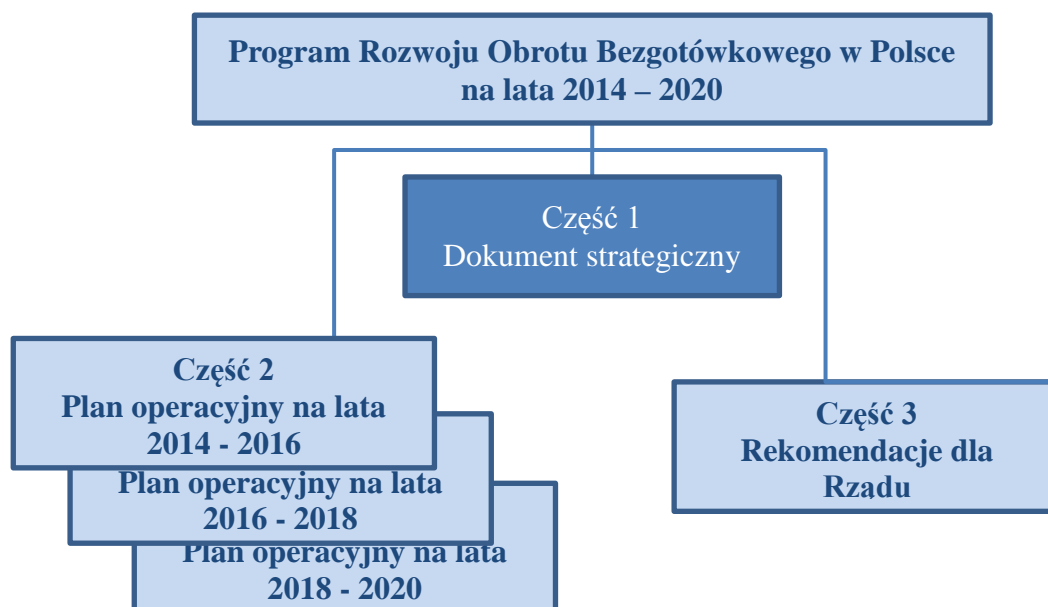 Program Rozwoju Obrotu Bezgotówkowego w Polsce
na lata 2014 – 2020
Część 1
Dokument strategiczny
Część 2
Plan operacyjny na lata
2014 - 2016
Plan operacyjny na lata
2016 - 2018
Plan operacyjny na lata
2018 - 2020
Część 3
Rekomendacje dla
Rządu